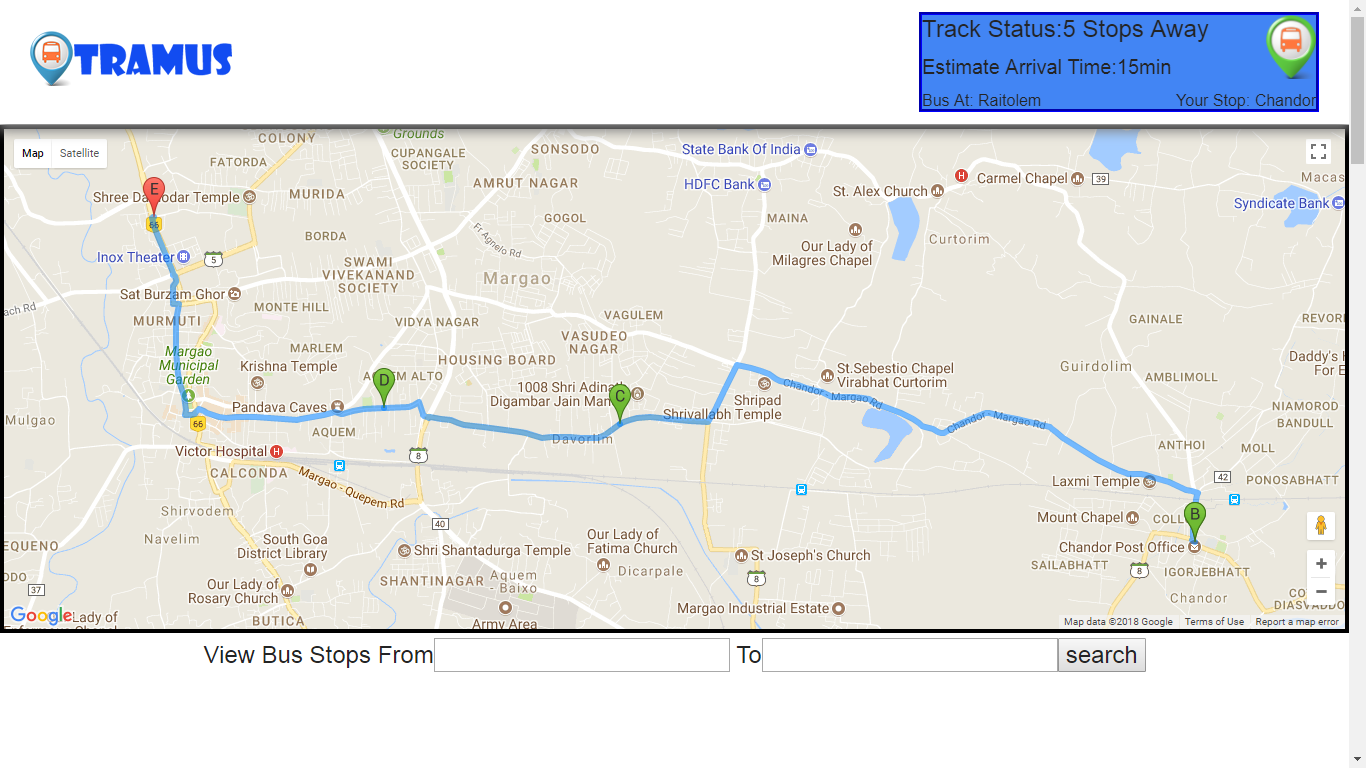 TRAMUS
Track Status:5 Stops Away
Estimate Arrival Time:15min
Bus At: Raitolem
Your Stop: Chandor
Map
Satellite
COLONY
Grounds
CUPANGALE
SOCIETY
SONSODO
State Bank Of India
FATORDA
MURIDA
AMRUT NAGAR
HDFC Bank
St. Alex Church
H
Carmel Chapel
39
Macas
Syndicate Bank
E
Shree Da
odar Temple
66
GOGOL
MAINA
Fr Agnelo Rd
BORDA
Our Lady of
Milagres Chapel
Curtorim
Inox Theater
5
SWAMI
VIVEKANAND
SOCIETY
Margao
Sat Burzam Ghor
MONTE HILL
ach Rd
MURMUTI
VIDYA NAGAR
VAGULEM
VASUDEO
NAGAR
GAINALE
REVOR
Margao
Municipal
Garden
MARLEM
Krishna Temple
HOUSING BOARD
Guirdolim
Daddy's H
For E
AMBLIMOLL
St.Sebestio Chapel
Virabhat Curtorim
D
M ALTO
1008 Shri Adinath
Digambar Jain Man
C
Shripad
Shrivallabh Temple
Chandor - Margao Rd
Chandor - Margao Rd
NIAMOROD
BANDULL
Mulgao
Pandava Caves
66
AQUEM
Davorlim
ANTHOI
MOLL
Victor Hospital
H
8
CALCONDA
Margao - Quepem Rd
Laxmi Temple
42
PONOSABHATT
Shirvodem
40
Mount Chapel
COLL
B
Navelim
EQUENO
South Goa
District Library
Shri Shantadurga Temple
Our Lady of
Fatima Church
St Joseph's Church
Chandor Post Office
SAILABHATT
8
IGORJEBHATT
DDO
37
Our Lady of
Rosary Church
SHANTINAGAR
Aquem
- Baixo
Dicarpale
8
Chandor
CO
DIASVADDO
Margao Industrial Estate
Google
Lady of
BUTICA
Army Area
Map data ©2018 Google
Terms of Use
Report a map error
View Bus Stops From
To
search